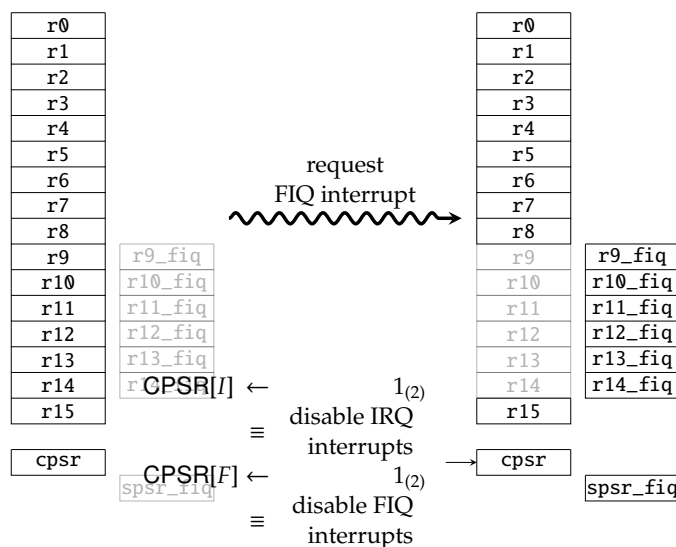 r0
r1
r2
r3
r4
r5
r6
r7
r8
r9
r10
r11
r12
r13
r14
r15
cpsr
r9_fiq
r10_fiq
r11_fiq
r12_fiq
r13_fiq
r14_fiq
spsr_fiq
request
FIQ interrupt
CPSR[I] ← 1(2)
≡ disable IRQ
interrupts
CPSR[F] ← 1(2)
≡ disable FIQ
interrupts
r0
r1
r2
r3
r4
r5
r6
r7
r8
r9
r10
r11
r12
r13
r14
r15
cpsr
r9_fiq
r10_fiq
r11_fiq
r12_fiq
r13_fiq
r14_fiq
spsr_fiq